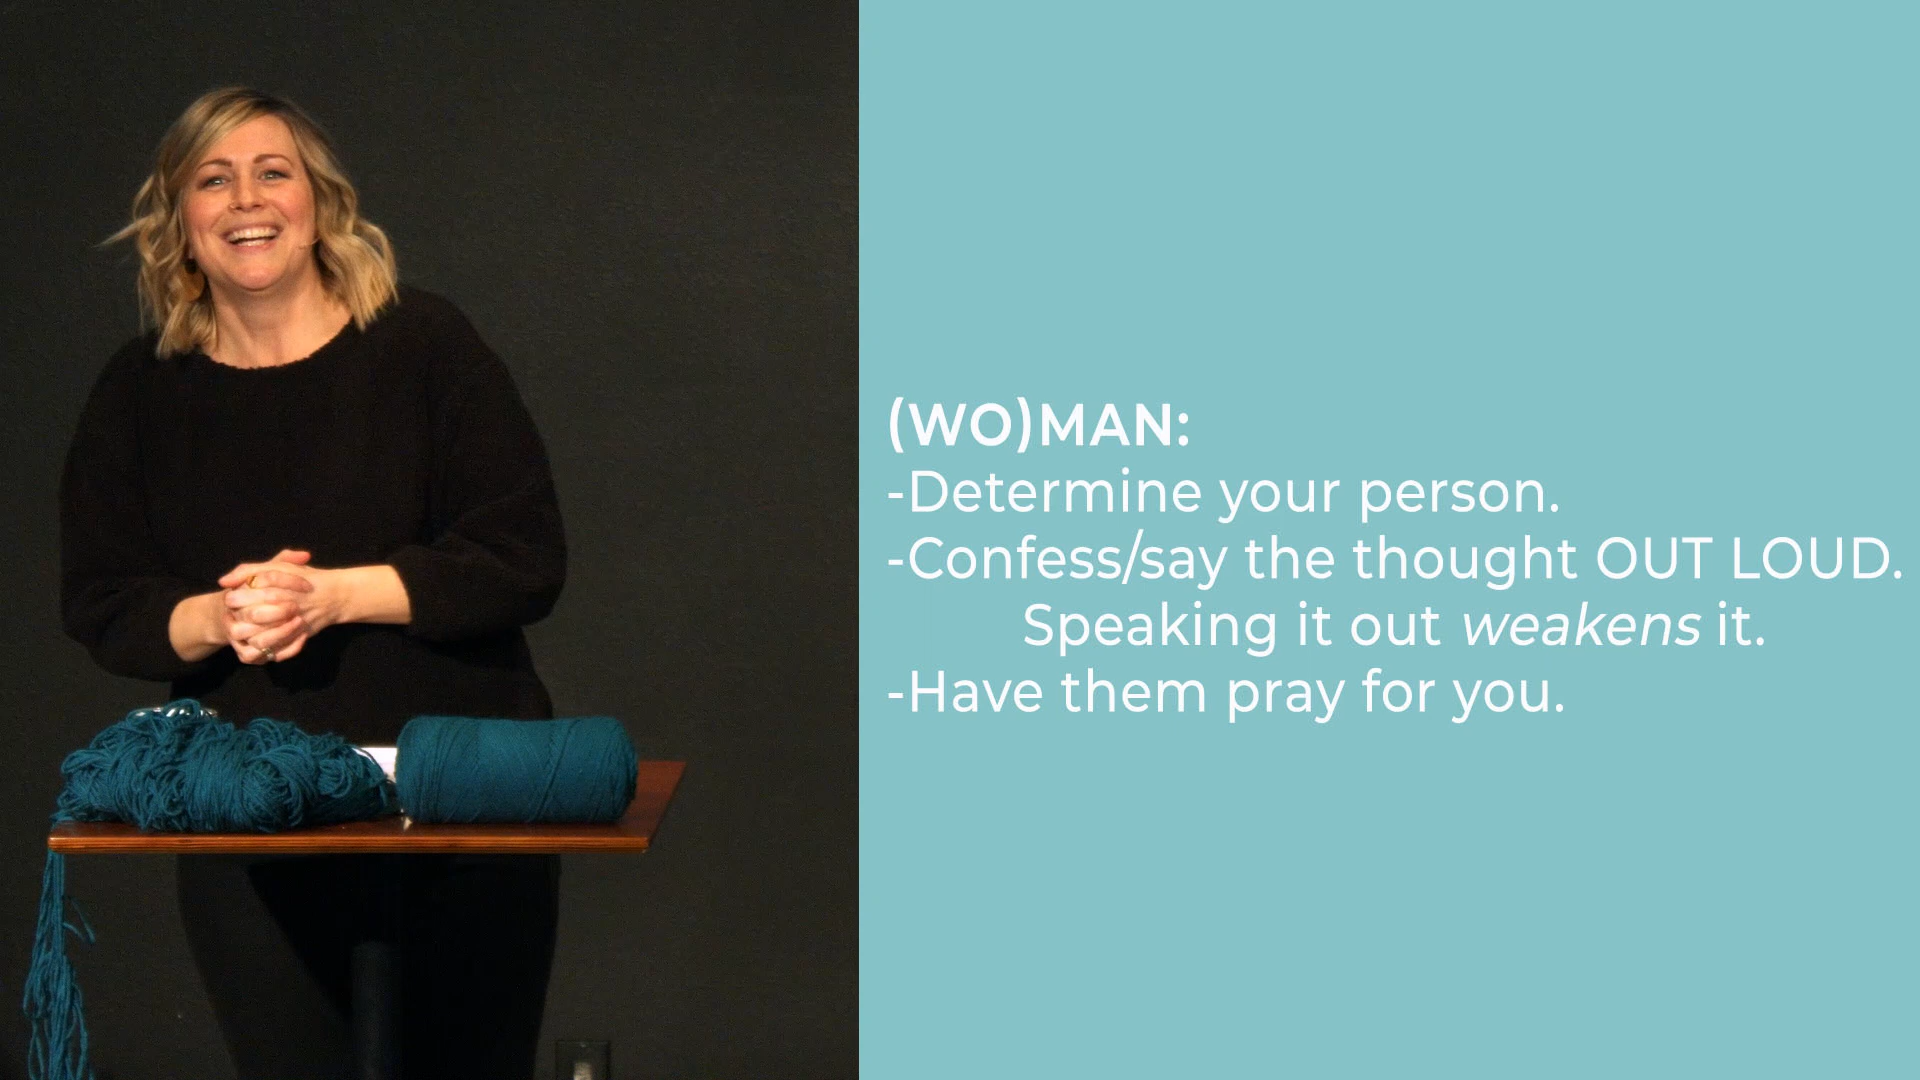 (WO)MAN:
-Determine your person.
-Confess/say the thought OUT LOUD.
Speaking it out weakens it.
-Have them pray for you.